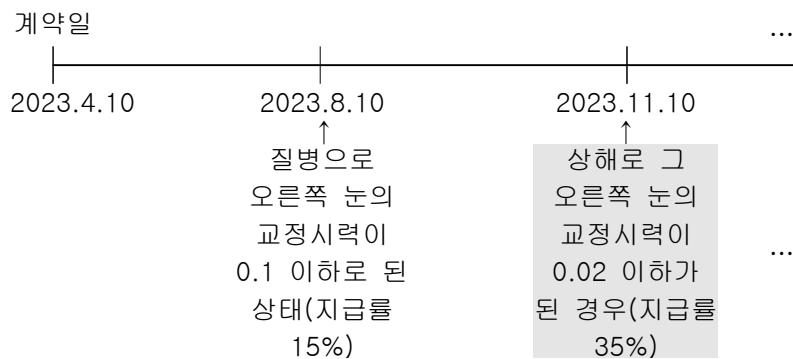 계약일
...
2023.4.10 2023.8.10 2023.11.10
질병으로
오른쪽 눈의
교정시력이
0.1 이하로 된
상태(지급률
15%)
상해로 그
오른쪽 눈의
교정시력이
0.02 이하가
된 경우(지급률
35%)
...